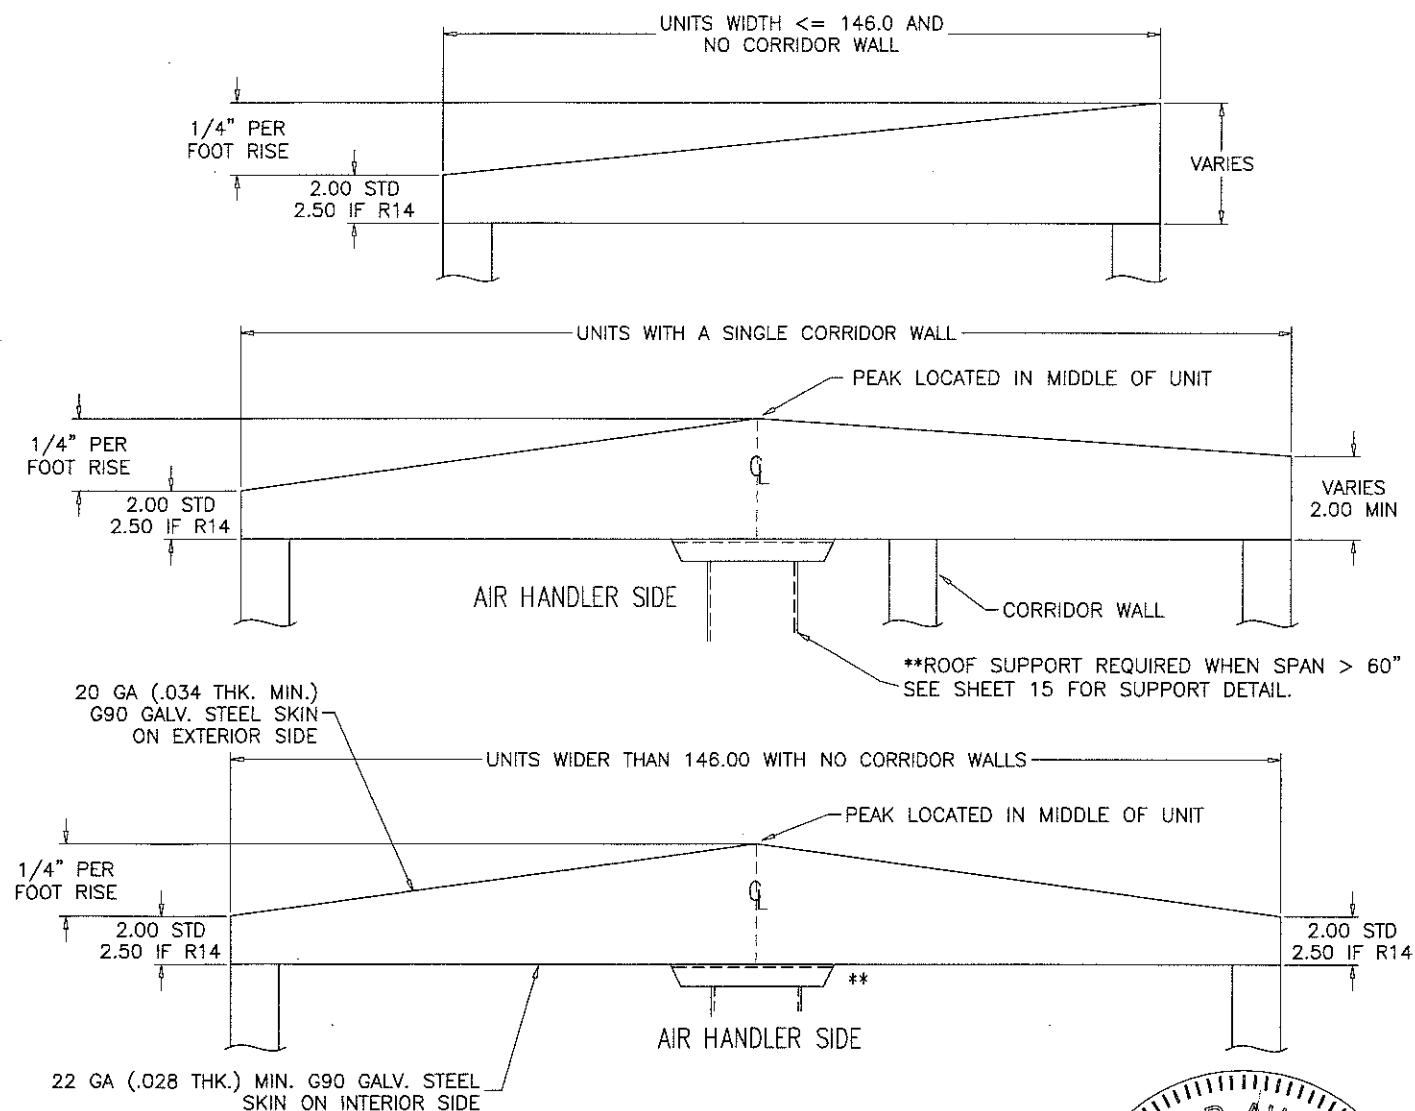 UNITS WIDTH <= 146.0 AND
NO CORRIDOR WALL
1/4" PER
FOOT RISE
2.00 STD
2.50 IF R14
VARIES
UNITS WITH A SINGLE CORRIDOR WALL
PEAK LOCATED IN MIDDLE OF UNIT
1/4" PER
FOOT RISE
2.00 STD
2.50 IF R14
VARIES
2.00 MIN
AIR HANDLER SIDE
CORRIDOR WALL
**ROOF SUPPORT REQUIRED WHEN SPAN > 60"
SEE SHEET 15 FOR SUPPORT DETAIL.
20 GA (.034 THK. MIN.)
G90 GALV. STEEL SKIN
ON EXTERIOR SIDE
UNITS WIDER THAN 146.00 WITH NO CORRIDOR WALLS
PEAK LOCATED IN MIDDLE OF UNIT
1/4" PER
FOOT RISE
2.00 STD
2.50 IF R14
2.00 STD
2.50 IF R14
**
AIR HANDLER SIDE
22 GA (.028 THK.) MIN. G90 GALV. STEEL
SKIN ON INTERIOR SIDE